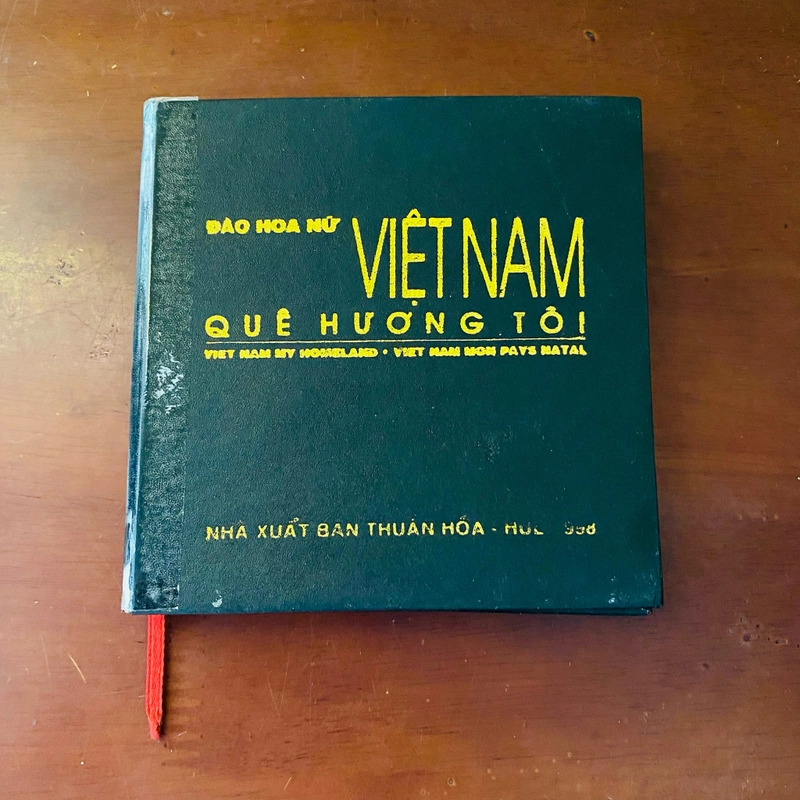 ĐÀO HOA NỮ
VIỆT NAM
QUÊ HƯƠNG TÔI
VIET NAM MY HOMELAND • VIET NAM MON PAYS NATAL
NHÀ XUẤT BẢN THUẬN HÓA -